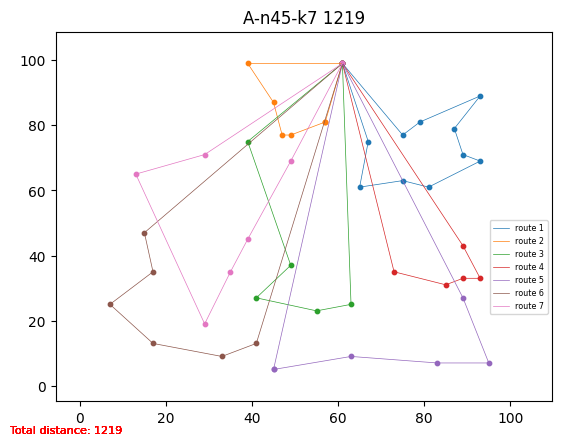 A-n45-k7 1219
100
80
60
40
20
0
0 20 40 60 80 100
route 1
route 2
route 3
route 4
route 5
route 6
route 7
Total distance: 1219